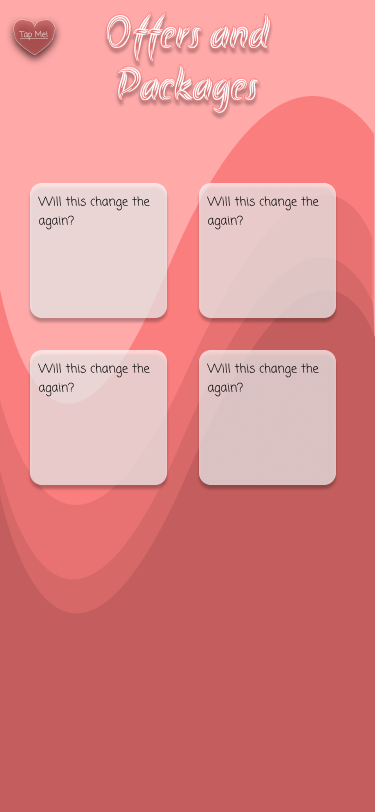 Tap Me!
Offers and
Packages
Will this change the
again?
Will this change the
again?
Will this change the
again?
Will this change the
again?